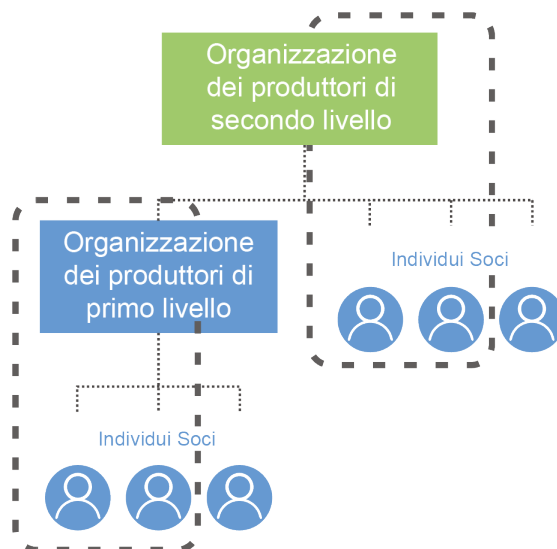 Organizzazione
dei produttori di
secondo livello
Organizzazione
dei produttori di
primo livello
Individui Soci
Individui Soci